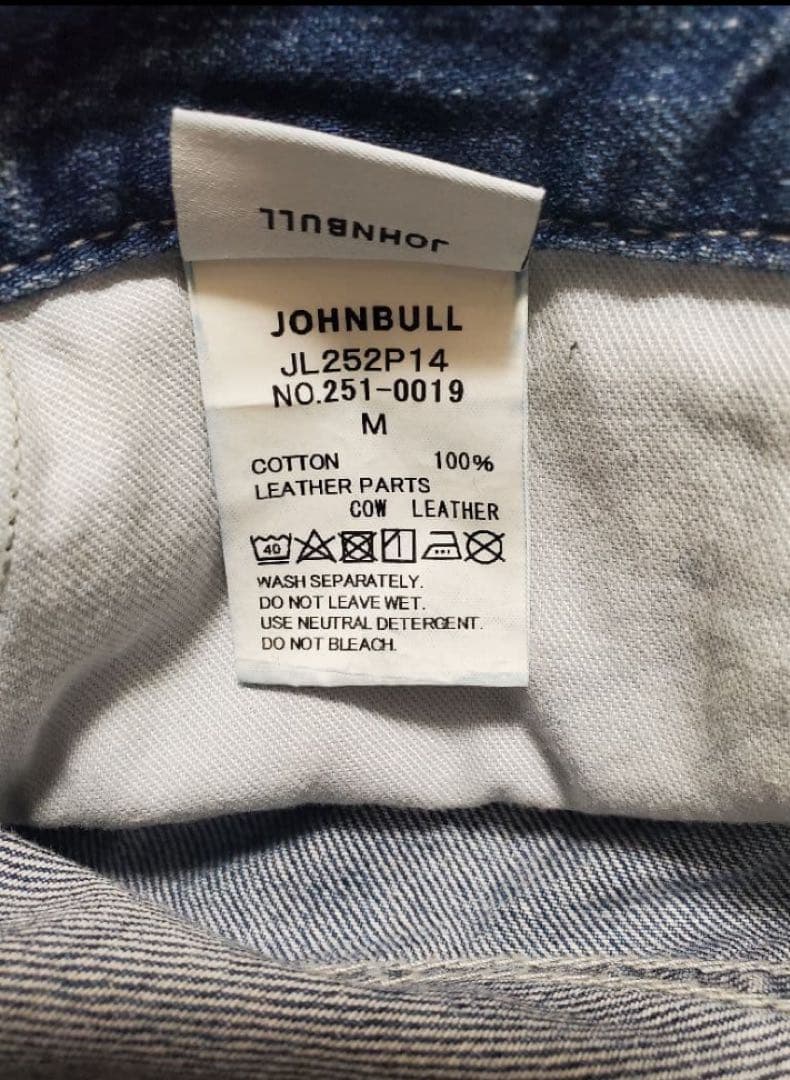 JOHNBULL
JOHNBULL
JL252P14
NO.251-0019
M
COTTON 100%
LEATHER PARTS
COW LEATHER
40
WASH SEPARATELY.
DO NOT LEAVE WET.
USE NEUTRAL DETERGENT.
DO NOT BLEACH.